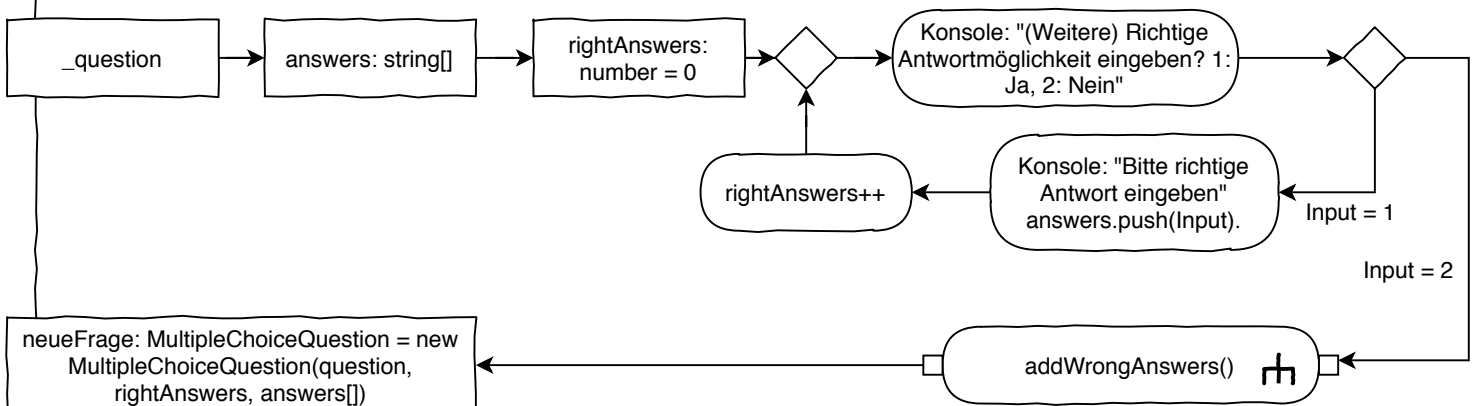 _question
answers: string[]
rightAnswers:
number = 0
Konsole: "(Weitere) Richtige
Antwortmöglichkeit eingeben? 1:
Ja, 2: Nein"
rightAnswers++
Konsole: "Bitte richtige
Antwort eingeben"
answers.push(Input).
Input = 1
Input = 2
neueFrage: MultipleChoiceQuestion = new
MultipleChoiceQuestion(question,
rightAnswers, answers[])
addWrongAnswers()